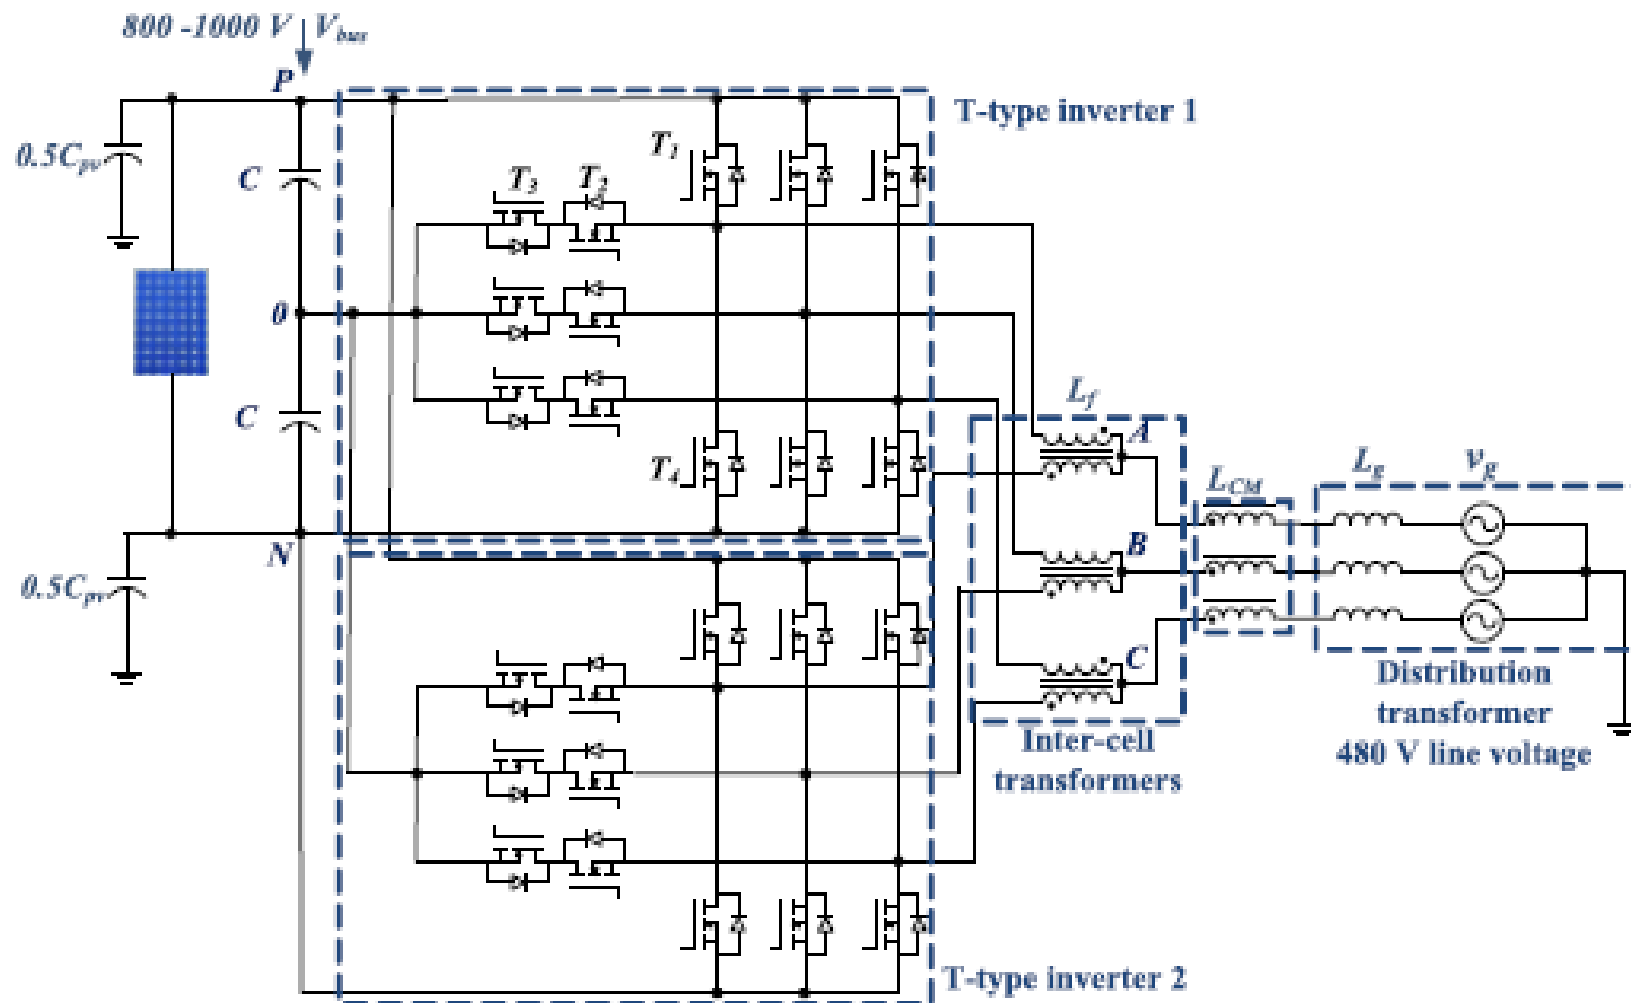 800 -1000 V V_bus
P
T-type inverter 1
T_1
0.5C_pv
C
T_3 T_2
0
C
L_f
A
T_4
L_CM
L_g
v_g
N
B
0.5C_pv
C
Distribution
transformer
480 V line voltage
Inter-cell
transformers
T-type inverter 2